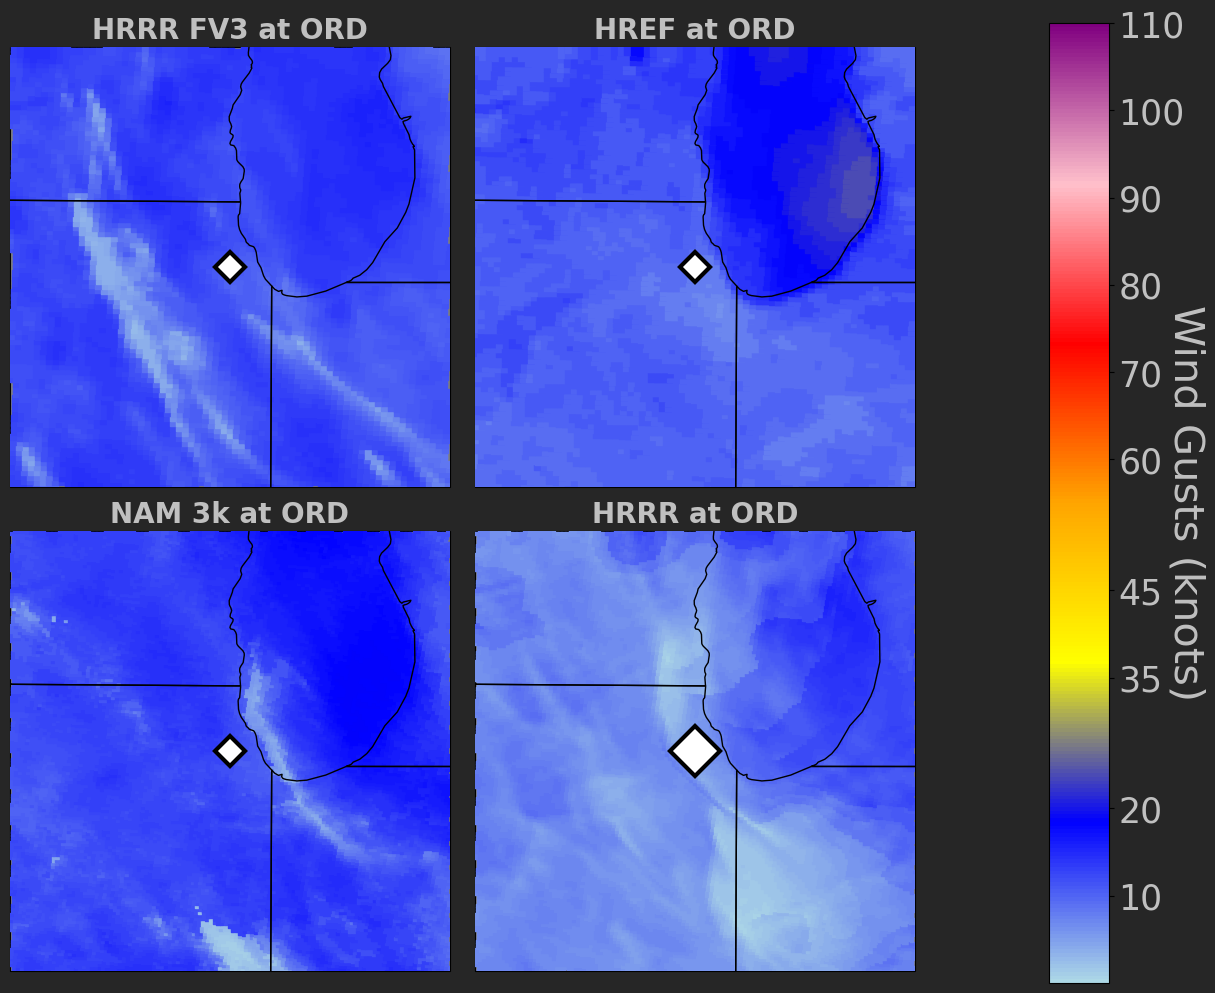 HRRR FV3 at ORD
HREF at ORD
NAM 3k at ORD
HRRR at ORD
110
100
90
80
70
60
45
35
20
10
Wind Gusts (knots)